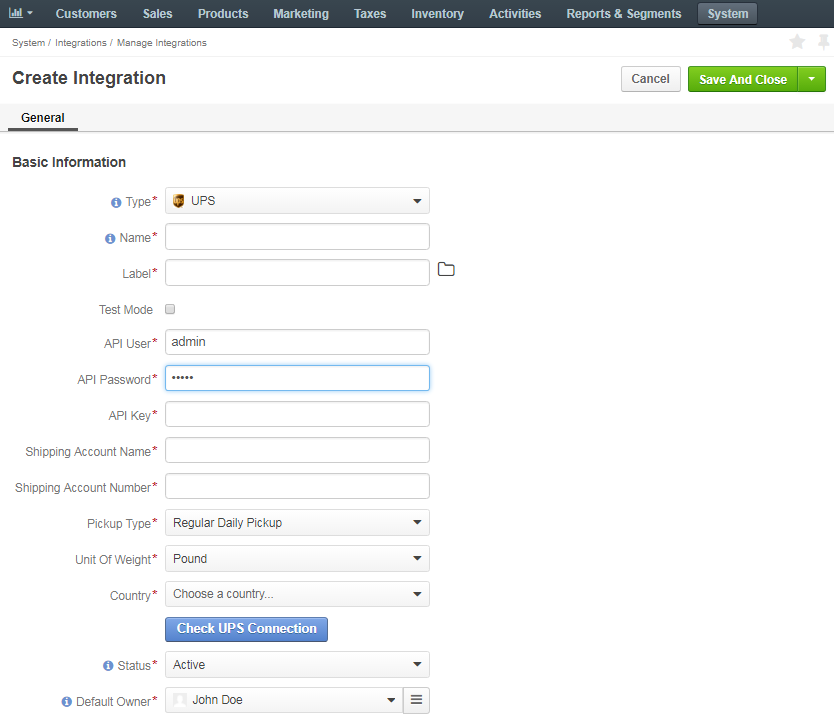 Customers Sales Products Marketing Taxes Inventory Activities Reports & Segments System
System / Integrations / Manage Integrations
Create Integration Cancel Save And Close
General
Basic Information
Type* UPS
Name*
Label*
Test Mode
API User* admin
API Password* •••••
API Key*
Shipping Account Name*
Shipping Account Number*
Pickup Type* Regular Daily Pickup
Unit Of Weight* Pound
Country* Choose a country...
Check UPS Connection
Status* Active
Default Owner* John Doe